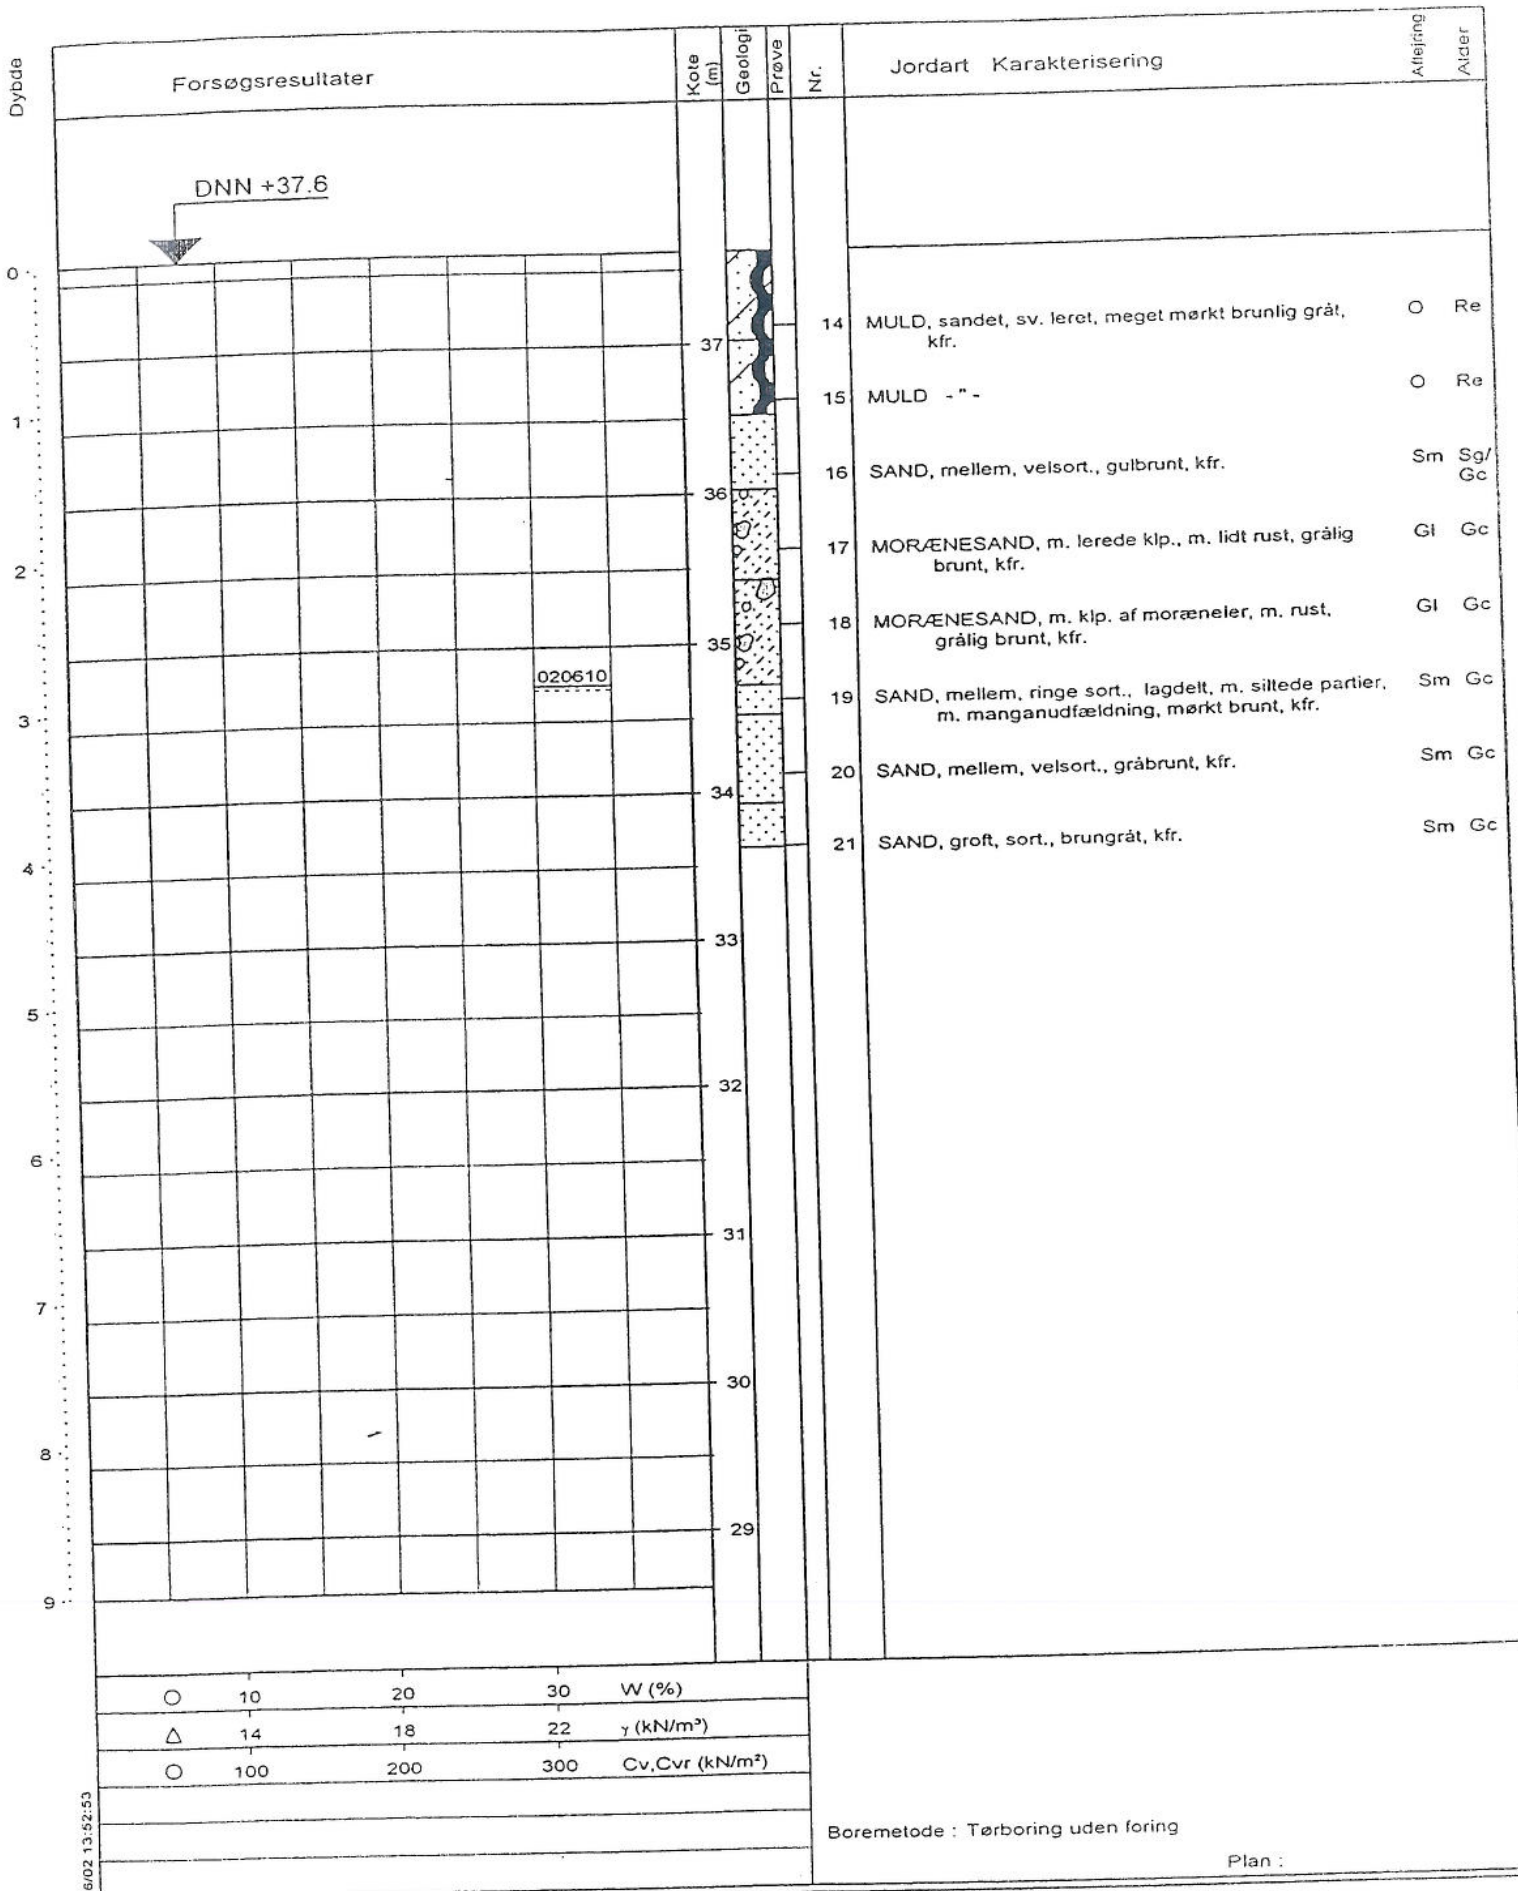 Dybde
Forsøgsresultater
Kote (m)
Geologi
Prøve
Nr.
Jordart Karakterisering
Aflejring
Alder
DNN +37.6
0
14 MULD, sandet, sv. leret, meget mørkt brunlig gråt, O Re
kfr.
37
1
15 MULD - " - O Re
16 SAND, mellem, velsort., gulbrunt, kfr. Sm Sg/
Gc
36
2
17 MORÆNESAND, m. lerede klp., m. lidt rust, grålig Gl Gc
brunt, kfr.
18 MORÆNESAND, m. klp. af moræneler, m. rust, Gl Gc
grålig brunt, kfr.
35
020610
3
19 SAND, mellem, ringe sort., lagdelt, m. siltede partier, Sm Gc
m. manganudfældning, mørkt brunt, kfr.
20 SAND, mellem, velsort., gråbrunt, kfr. Sm Gc
34
4
21 SAND, groft, sort., brungråt, kfr. Sm Gc
33
5
32
6
31
7
30
8
29
9
10 20 30 W (%)
14 18 22 γ (kN/m³)
100 200 300 Cv,Cvr (kN/m²)
6/02 13:52:53
Boremetode : Tørboring uden foring
Plan :